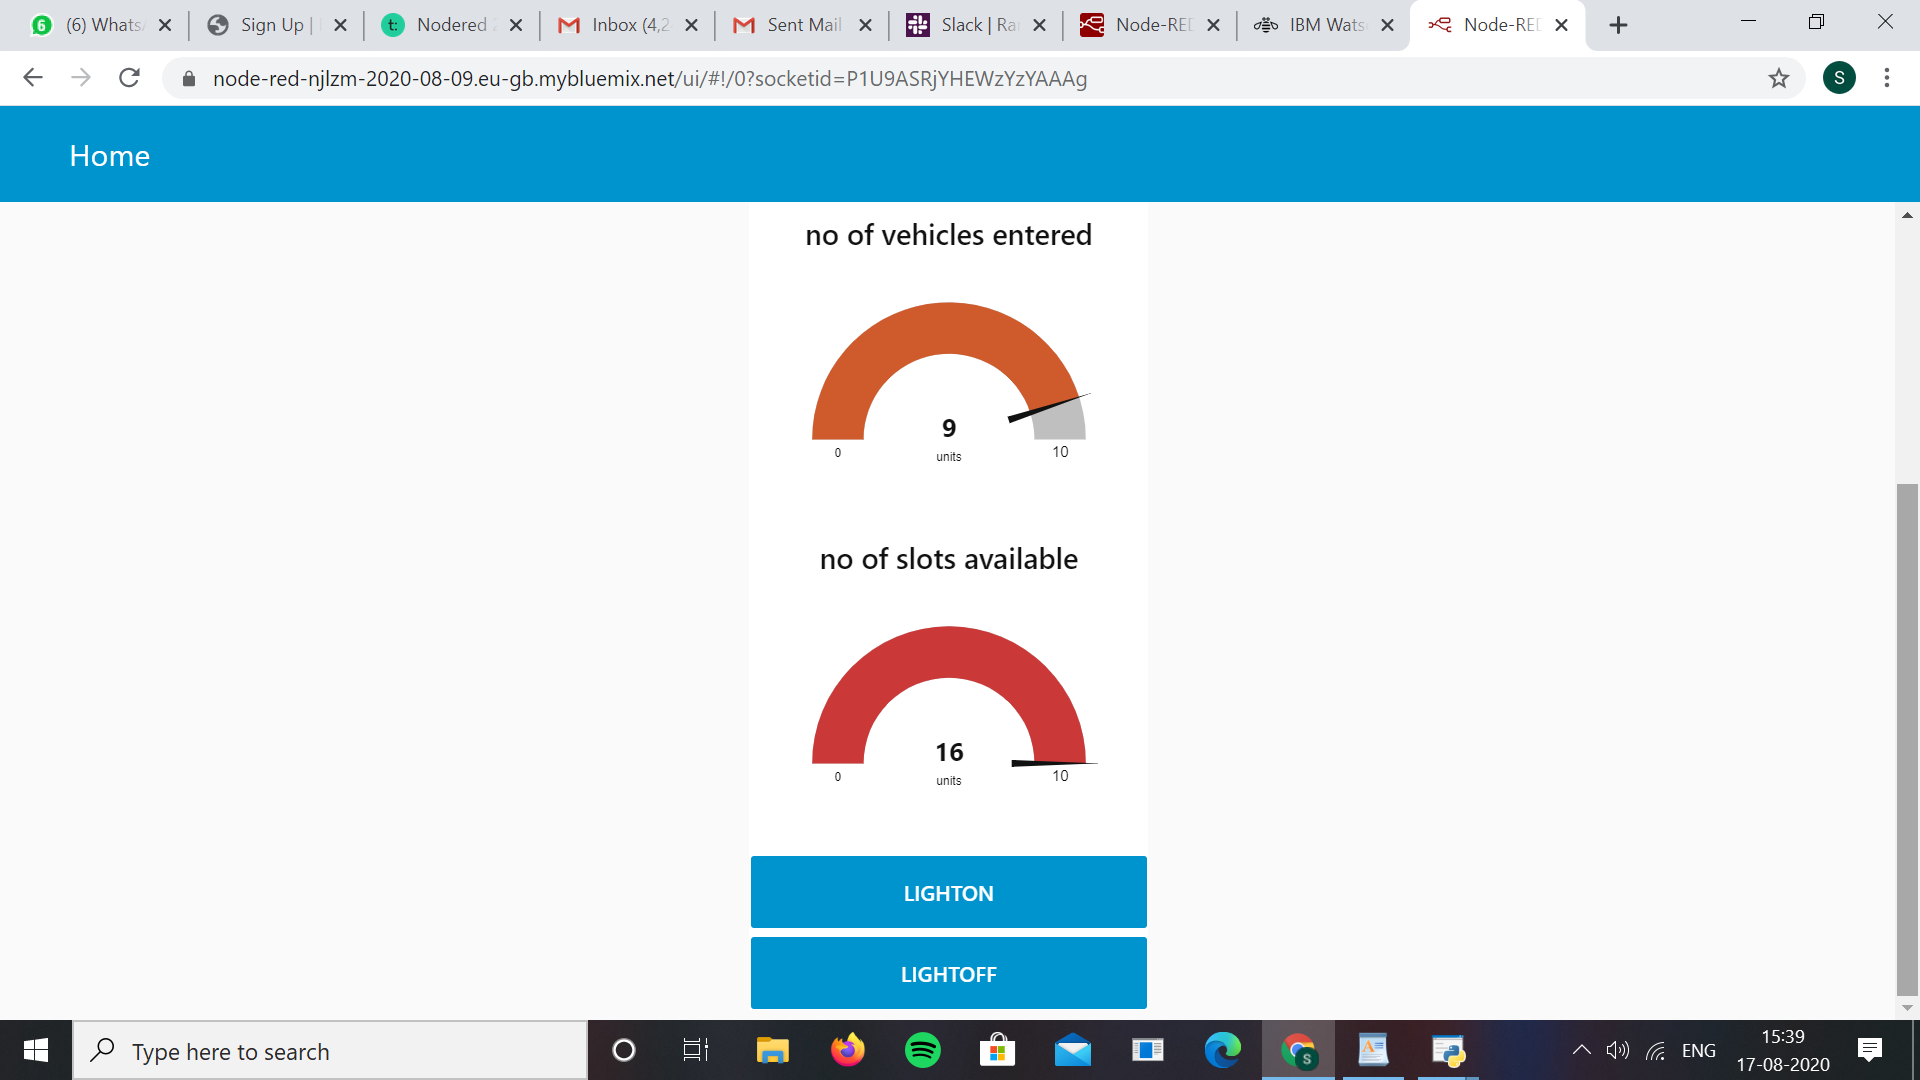 6 (6) Whats
Sign Up |
t: Nodered
Inbox (4,2
Sent Mail
Slack | Ra
Node-RED
IBM Wats
Node-RED
node-red-njlzm-2020-08-09.eu-gb.mybluemix.net/ui/#!/0?socketid=P1U9ASRjYHEWzYzYAAAg
S
Home
no of vehicles entered
9
units
0
10
no of slots available
16
units
0
10
LIGHTON
LIGHTOFF
Type here to search
S
ENG
15:39
17-08-2020